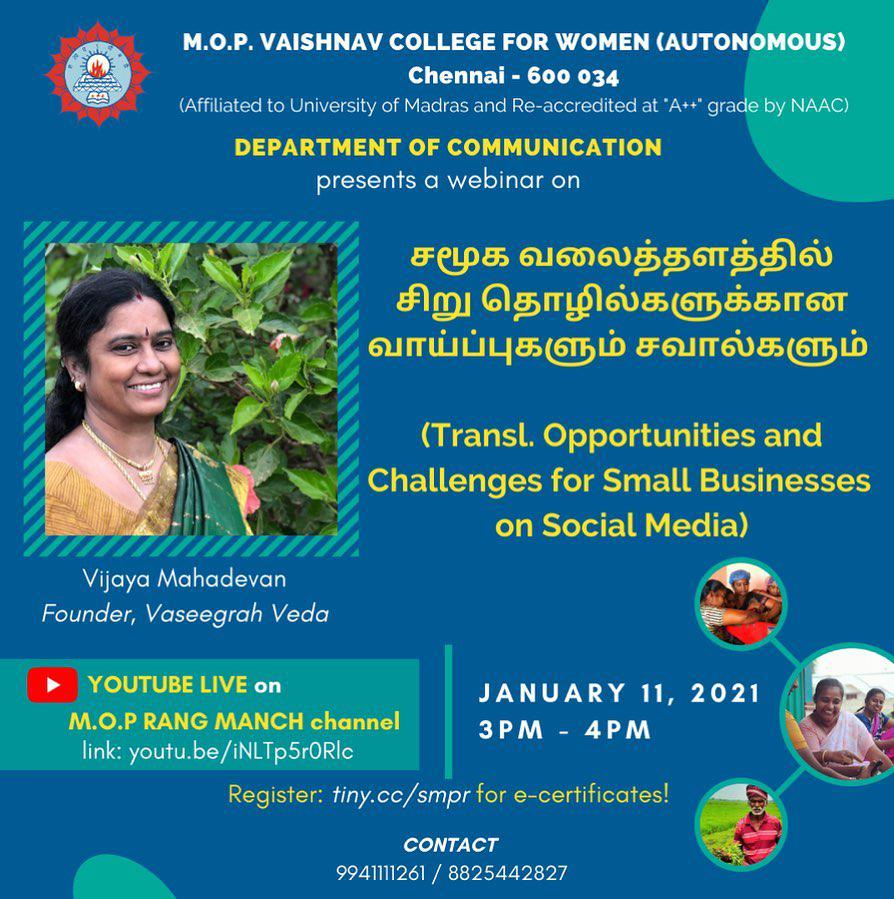 M.O.P. VAISHNAV COLLEGE FOR WOMEN (AUTONOMOUS)
Chennai - 600 034
(Affiliated to University of Madras and Re-accredited at "A++" grade by NAAC)
DEPARTMENT OF COMMUNICATION
presents a webinar on
சமூக வலைத்தளத்தில்
சிறு தொழில்களுக்கான
வாய்ப்புகளும் சவால்களும்
(Transl. Opportunities and
Challenges for Small Businesses
on Social Media)
Vijaya Mahadevan
Founder, Vaseegrah Veda
YOUTUBE LIVE on
M.O.P RANG MANCH channel
link: youtu.be/iNLTp5r0Rlc
JANUARY 11, 2021
3PM - 4PM
Register: tiny.cc/smpr for e-certificates!
CONTACT
9941111261 / 8825442827